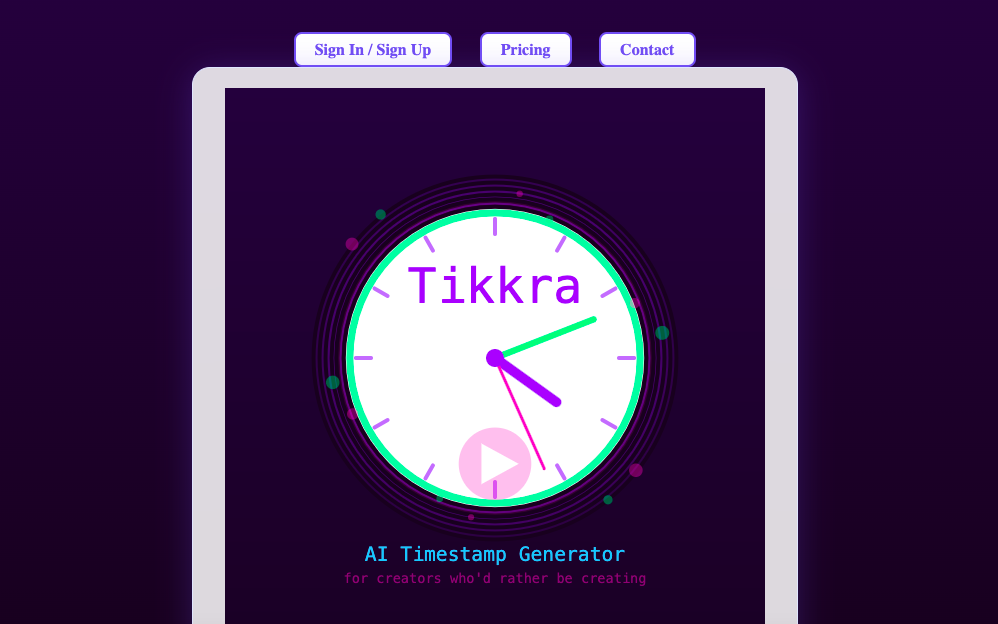 Sign In / Sign Up Pricing Contact
Tikkra
AI Timestamp Generator
for creators who'd rather be creating